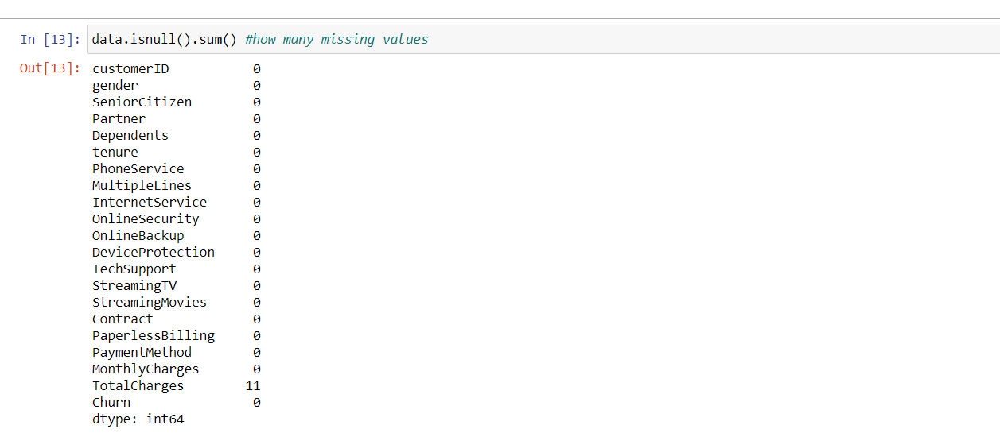 In [13]: data.isnull().sum() #how many missing values
Out[13]: customerID 0
gender 0
SeniorCitizen 0
Partner 0
Dependents 0
tenure 0
PhoneService 0
MultipleLines 0
InternetService 0
OnlineSecurity 0
OnlineBackup 0
DeviceProtection 0
TechSupport 0
StreamingTV 0
StreamingMovies 0
Contract 0
PaperlessBilling 0
PaymentMethod 0
MonthlyCharges 0
TotalCharges 11
Churn 0
dtype: int64